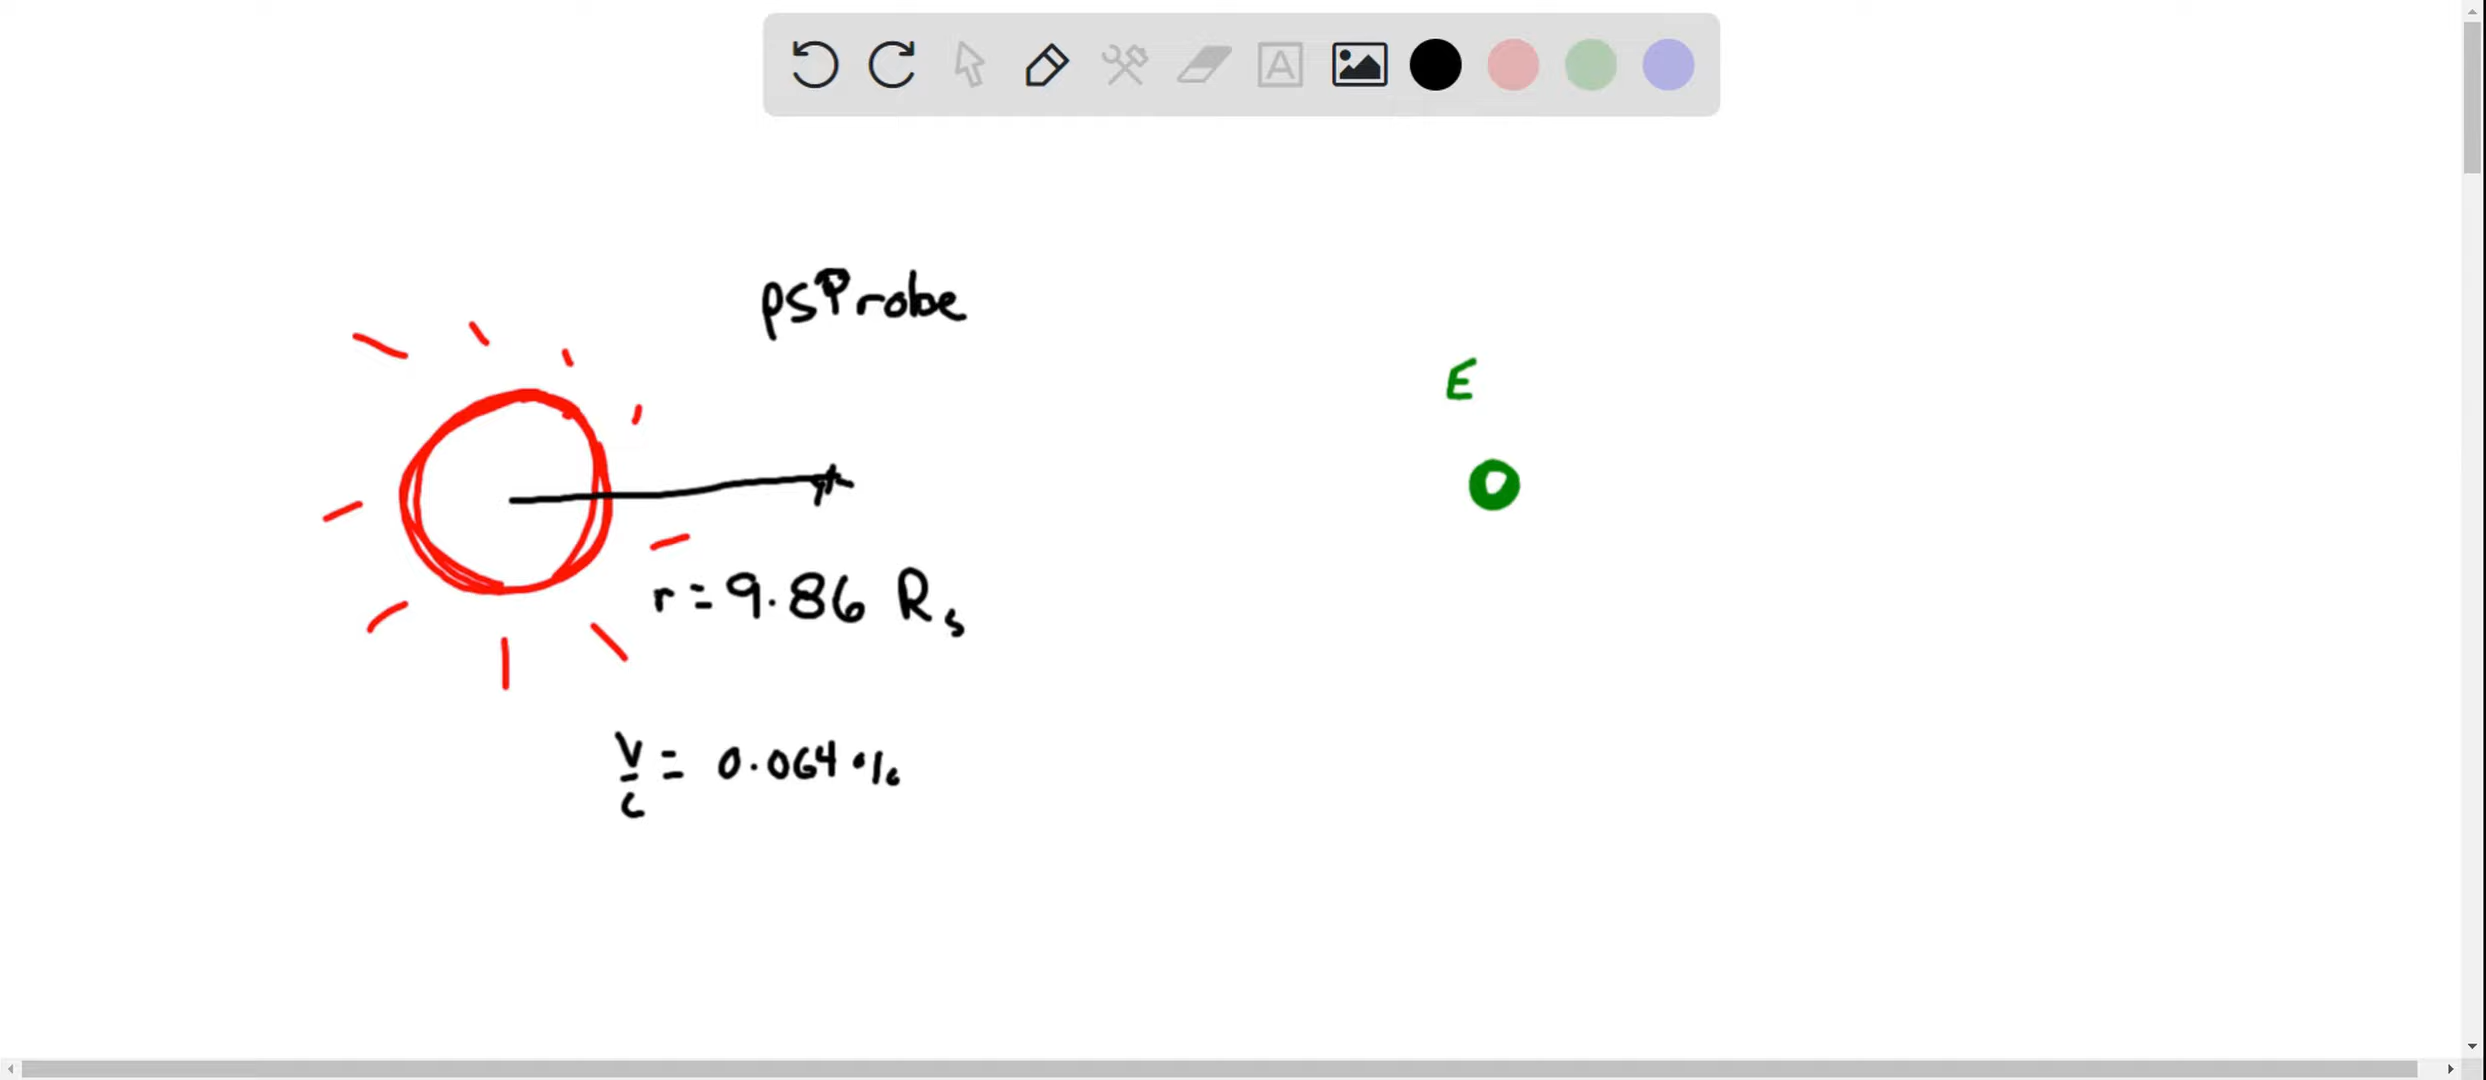 PSProbe
E
r = 9.86 Rs
v/c = 0.064 %